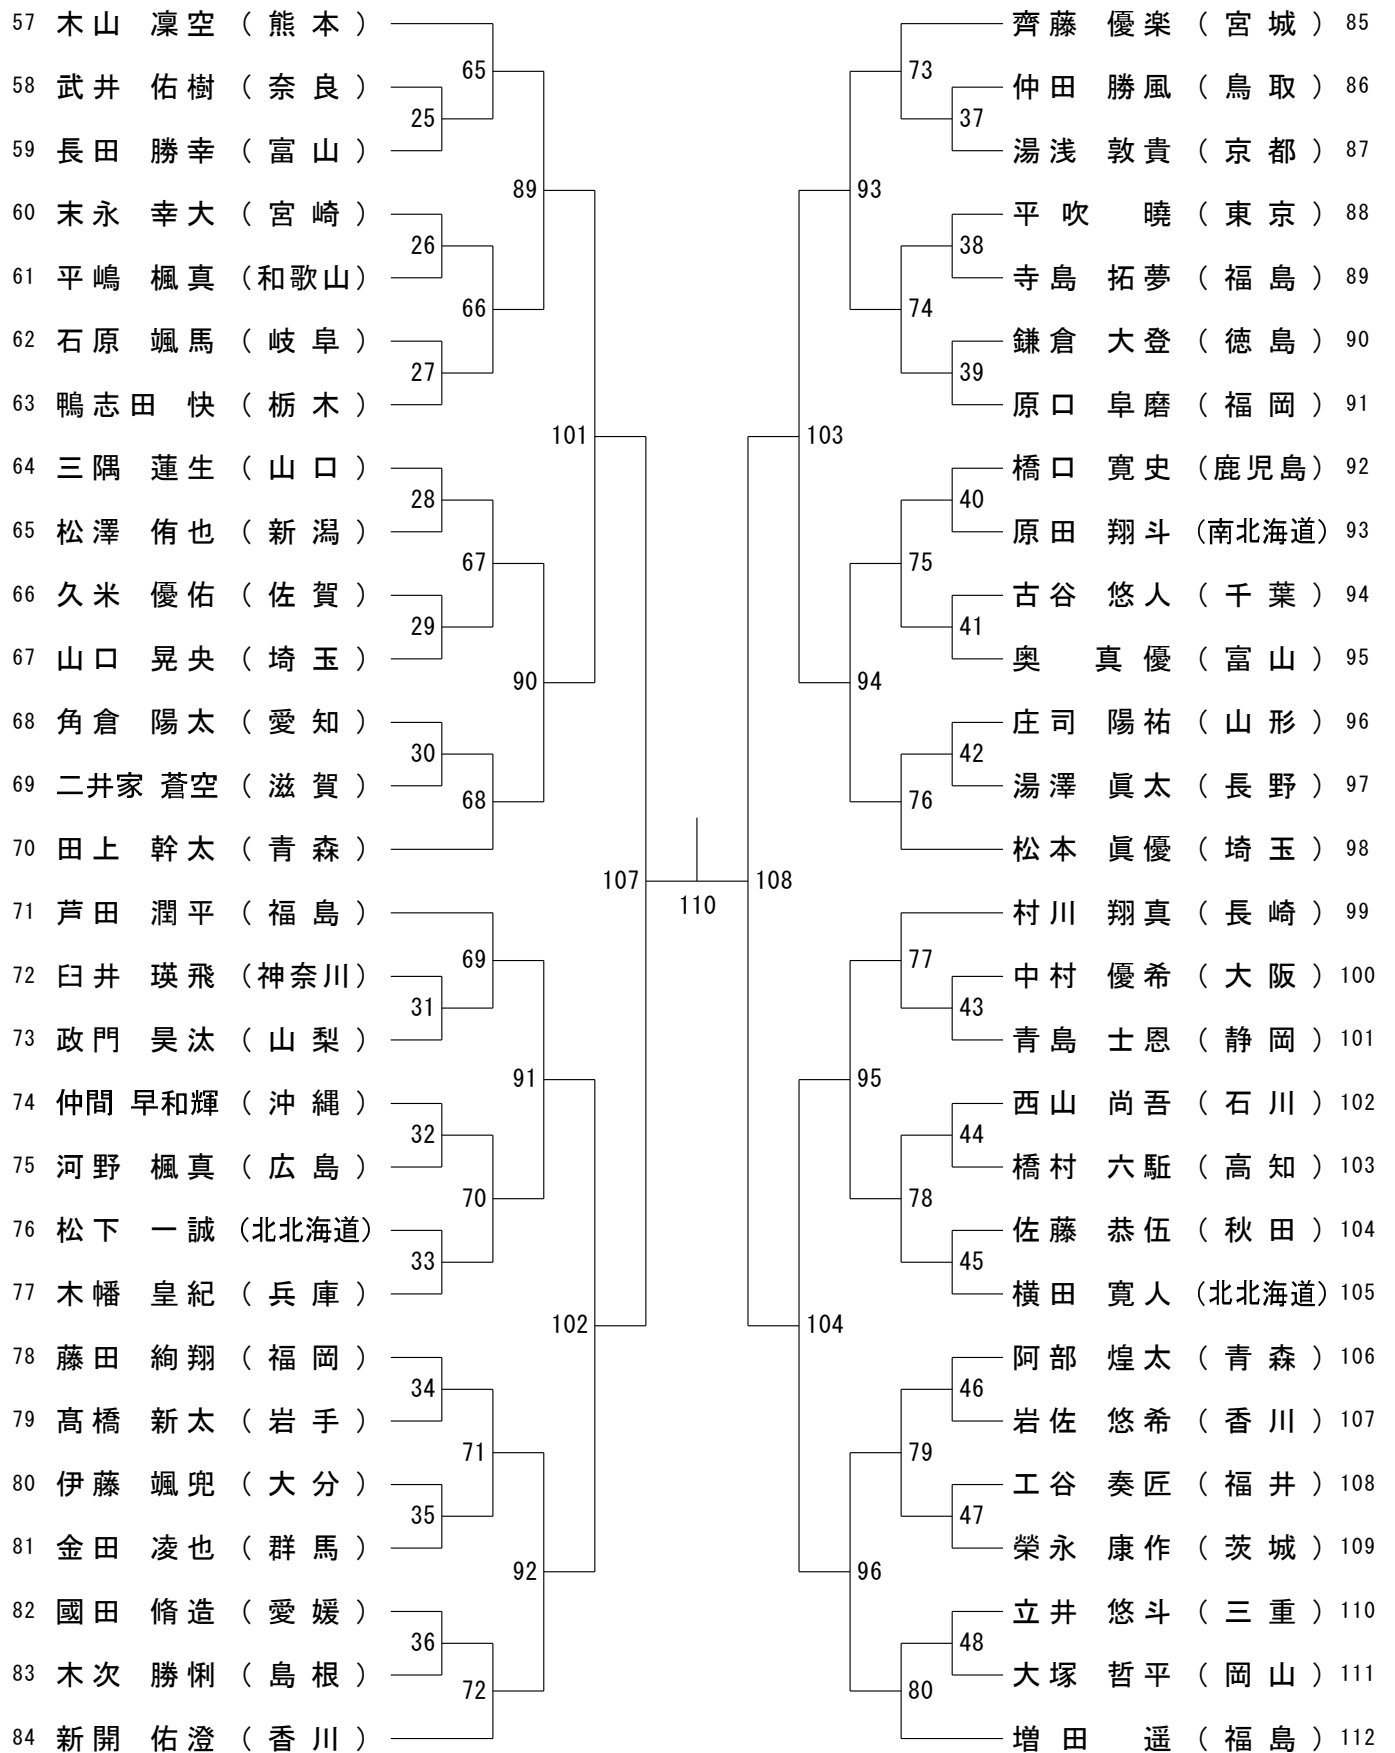 57 木山 凜空 (熊本)
58 武井 佑樹 (奈良)
59 長田 勝幸 (富山)
60 末永 幸大 (宮崎)
61 平嶋 楓真 (和歌山)
62 石原 颯馬 (岐阜)
63 鴨志田 快 (栃木)
64 三隅 蓮生 (山口)
65 松澤 侑也 (新潟)
66 久米 優佑 (佐賀)
67 山口 晃央 (埼玉)
68 角倉 陽太 (愛知)
69 二井家 蒼空 (滋賀)
70 田上 幹太 (青森)
71 芦田 潤平 (福島)
72 臼井 瑛飛 (神奈川)
73 政門 昊汰 (山梨)
74 仲間 早和輝 (沖縄)
75 河野 楓真 (広島)
76 松下 一誠 (北北海道)
77 木幡 皇紀 (兵庫)
78 藤田 絢翔 (福岡)
79 髙橋 新太 (岩手)
80 伊藤 颯兜 (大分)
81 金田 凌也 (群馬)
82 國田 脩造 (愛媛)
83 木次 勝悧 (島根)
84 新開 佑澄 (香川)
25
26
27
28
29
30
31
32
33
34
35
36
65
66
67
68
69
70
71
72
89
90
91
92
101
102
107
110
108
103
104
93
94
95
96
73
74
75
76
77
78
79
80
37
38
39
40
41
42
43
44
45
46
47
48
齊藤 優楽 (宮城) 85
仲田 勝風 (鳥取) 86
湯浅 敦貴 (京都) 87
平吹 曉 (東京) 88
寺島 拓夢 (福島) 89
鎌倉 大登 (徳島) 90
原口 阜磨 (福岡) 91
橋口 寛史 (鹿児島) 92
原田 翔斗 (南北海道) 93
古谷 悠人 (千葉) 94
奥 真優 (富山) 95
庄司 陽祐 (山形) 96
湯澤 眞太 (長野) 97
松本 眞優 (埼玉) 98
村川 翔真 (長崎) 99
中村 優希 (大阪) 100
青島 士恩 (静岡) 101
西山 尚吾 (石川) 102
橋村 六駈 (高知) 103
佐藤 恭伍 (秋田) 104
横田 寛人 (北北海道) 105
阿部 煌太 (青森) 106
岩佐 悠希 (香川) 107
工谷 奏匠 (福井) 108
榮永 康作 (茨城) 109
立井 悠斗 (三重) 110
大塚 哲平 (岡山) 111
増田 遥 (福島) 112